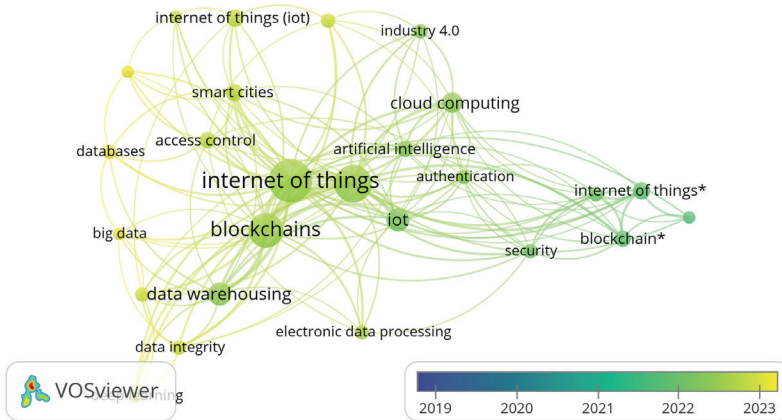 internet of things (iot)
industry 4.0
smart cities
cloud computing
access control
artificial intelligence
databases
internet of things
authentication
internet of things*
blockchains
iot
big data
blockchain*
security
data warehousing
electronic data processing
data integrity
VOSviewer
deep learning
2019
2020
2021
2022
2023